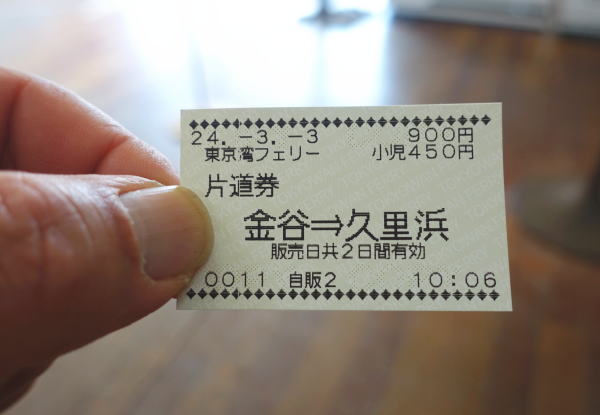 24.-3.-3 900円
東京湾フェリー 小児450円
片道券
金谷⇒久里浜
販売日共2日間有効
0011 自販2 10:06